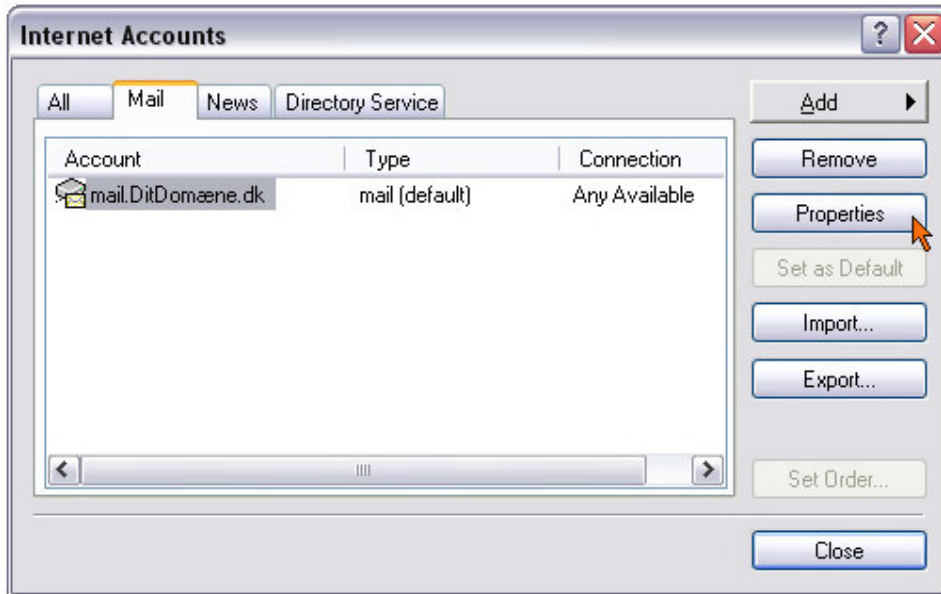 Internet Accounts
All Mail News Directory Service
Add
Account Type Connection
Remove
mail.DitDomæne.dk mail (default) Any Available
Properties
Set as Default
Import...
Export...
Set Order...
Close